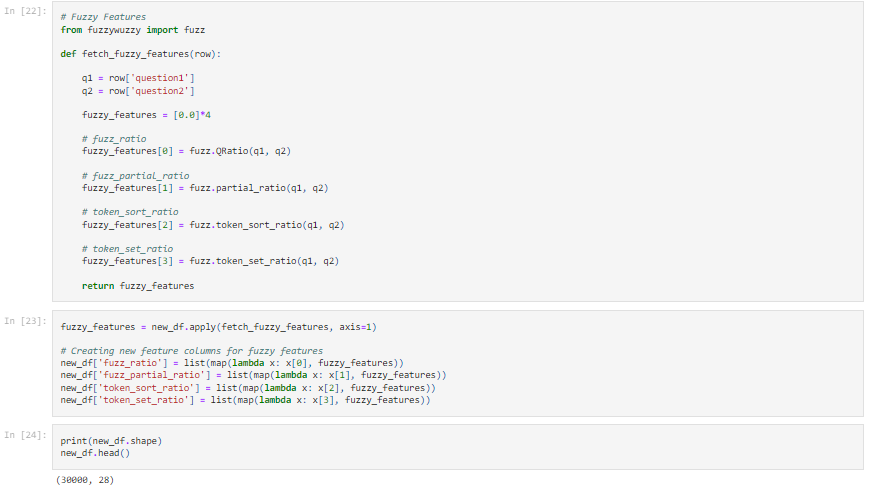 In [22]:
# Fuzzy Features
from fuzzywuzzy import fuzz
def fetch_fuzzy_features(row):
    q1 = row['question1']
    q2 = row['question2']
    fuzzy_features = [0.0]*4
    # fuzz_ratio
    fuzzy_features[0] = fuzz.QRatio(q1, q2)
    # fuzz_partial_ratio
    fuzzy_features[1] = fuzz.partial_ratio(q1, q2)
    # token_sort_ratio
    fuzzy_features[2] = fuzz.token_sort_ratio(q1, q2)
    # token_set_ratio
    fuzzy_features[3] = fuzz.token_set_ratio(q1, q2)
    return fuzzy_features
In [23]:
fuzzy_features = new_df.apply(fetch_fuzzy_features, axis=1)
# Creating new feature columns for fuzzy features
new_df['fuzz_ratio'] = list(map(lambda x: x[0], fuzzy_features))
new_df['fuzz_partial_ratio'] = list(map(lambda x: x[1], fuzzy_features))
new_df['token_sort_ratio'] = list(map(lambda x: x[2], fuzzy_features))
new_df['token_set_ratio'] = list(map(lambda x: x[3], fuzzy_features))
In [24]:
print(new_df.shape)
new_df.head()
(30000, 28)